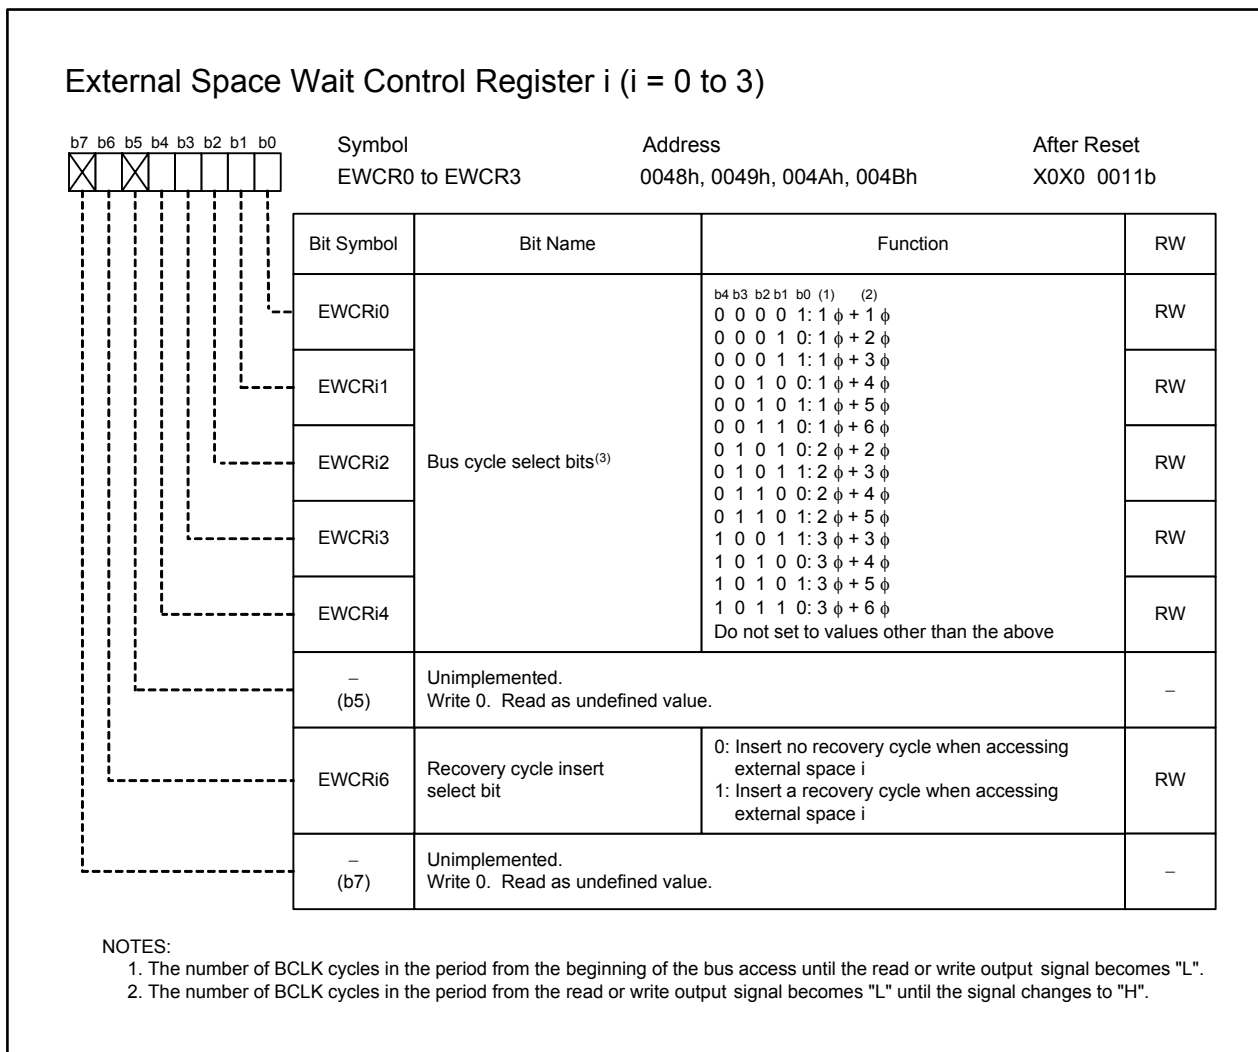 External Space Wait Control Register i (i = 0 to 3)
b7 b6 b5 b4 b3 b2 b1 b0
Symbol Address After Reset
EWCR0 to EWCR3 0048h, 0049h, 004Ah, 004Bh X0X0 0011b
Bit Symbol Bit Name Function RW
EWCRi0 RW
EWCRi1 RW
EWCRi2 RW
EWCRi3 RW
EWCRi4 RW
Bus cycle select bits(3)
b4 b3 b2 b1 b0 (1) (2)
0 0 0 0 1: 1 ϕ + 1 ϕ
0 0 0 1 0: 1 ϕ + 2 ϕ
0 0 0 1 1: 1 ϕ + 3 ϕ
0 0 1 0 0: 1 ϕ + 4 ϕ
0 0 1 0 1: 1 ϕ + 5 ϕ
0 0 1 1 0: 1 ϕ + 6 ϕ
0 1 0 1 0: 2 ϕ + 2 ϕ
0 1 0 1 1: 2 ϕ + 3 ϕ
0 1 1 0 0: 2 ϕ + 4 ϕ
0 1 1 0 1: 2 ϕ + 5 ϕ
1 0 0 1 1: 3 ϕ + 3 ϕ
1 0 1 0 0: 3 ϕ + 4 ϕ
1 0 1 0 1: 3 ϕ + 5 ϕ
1 0 1 1 0: 3 ϕ + 6 ϕ
Do not set to values other than the above
–
(b5)
Unimplemented.
Write 0. Read as undefined value.
–
EWCRi6
Recovery cycle insert
select bit
0: Insert no recovery cycle when accessing
external space i
1: Insert a recovery cycle when accessing
external space i
RW
–
(b7)
Unimplemented.
Write 0. Read as undefined value.
–
NOTES:
1. The number of BCLK cycles in the period from the beginning of the bus access until the read or write output signal becomes "L".
2. The number of BCLK cycles in the period from the read or write output signal becomes "L" until the signal changes to "H".